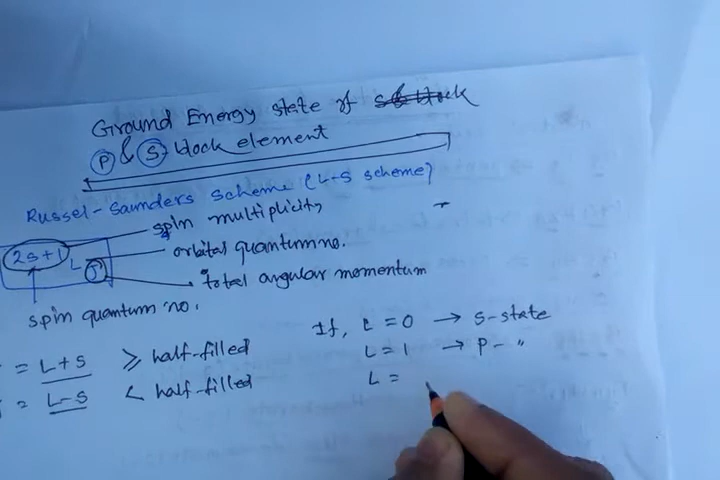 Ground Energy state of
P & S-block element
Russel-Saunders scheme (L-S scheme)
spin multiplicity
2s+1 L J orbital quantum no.
total angular momentum
spin quantum no.
If, L = 0 → s-state
= L+S ≥ half-filled
L = 1 → P- "
= L-S < half-filled
L =